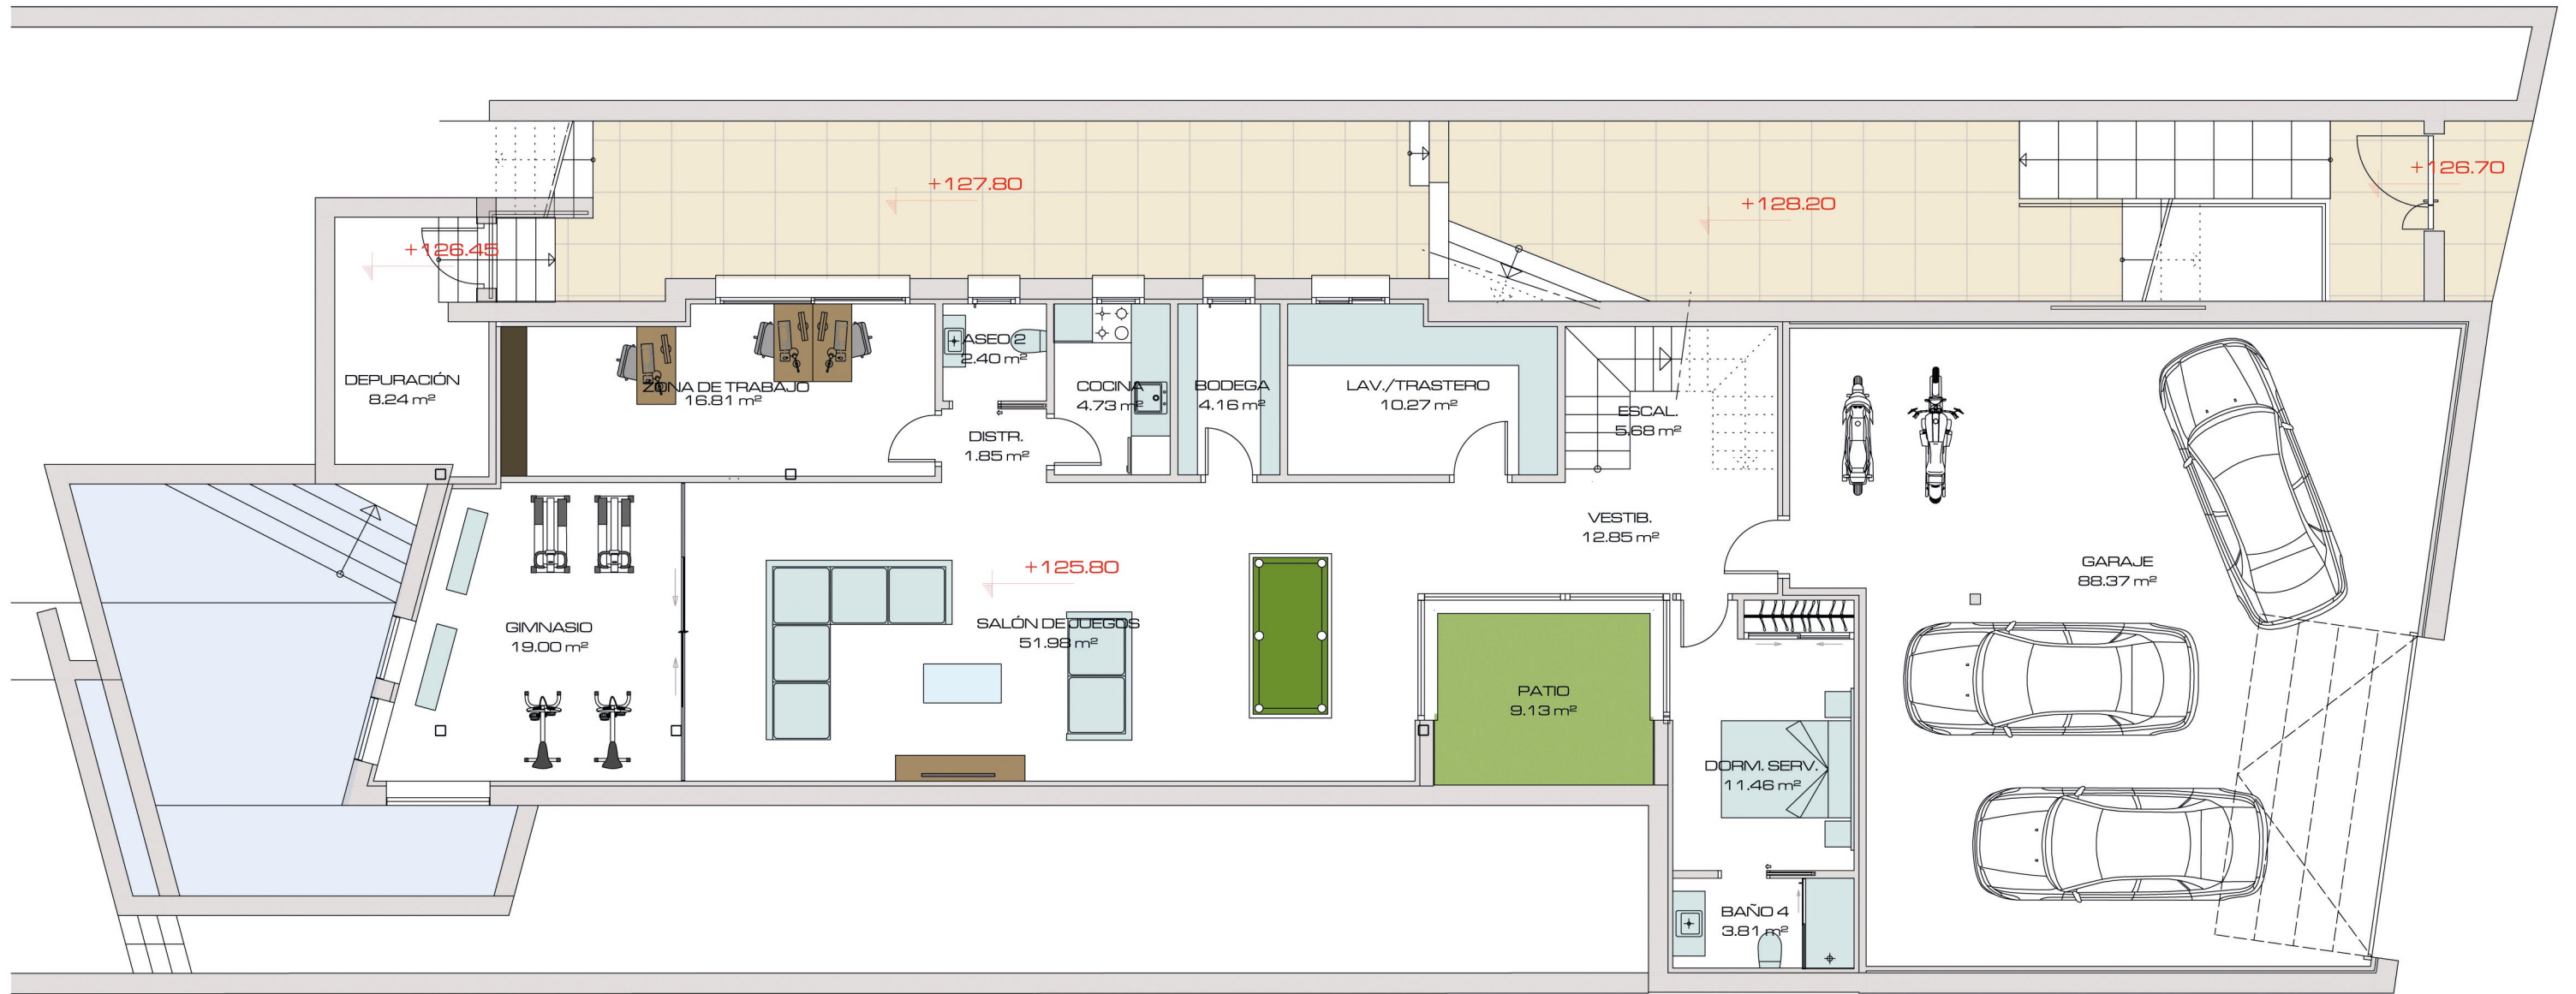 +126.70
+127.80
+128.20
+126.45
ASEO 2
2.40 m²
DEPURACIÓN
8.24 m²
ZONA DE TRABAJO
16.81 m²
COCINA
4.73 m²
BODEGA
4.16 m²
LAV./TRASTERO
10.27 m²
ESCAL.
5.68 m²
DISTR.
1.85 m²
VESTIB.
12.85 m²
GARAJE
88.37 m²
+125.80
GIMNASIO
19.00 m²
SALÓN DE JUEGOS
51.98 m²
PATIO
9.13 m²
DORM. SERV.
11.46 m²
BAÑO 4
3.81 m²